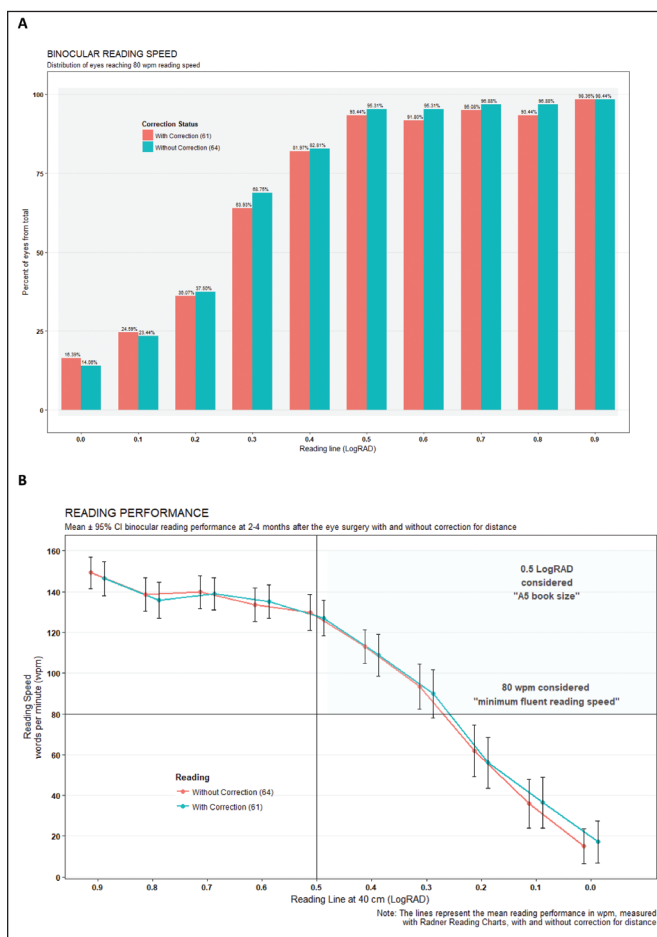 A
BINOCULAR READING SPEED
Distribution of eyes reaching 80 wpm reading speed
Percent of eyes from total
100
75
50
25
0
Correction Status
With Correction (61)
Without Correction (64)
16.39% 14.06%
24.59% 23.44%
36.07% 37.50%
63.93% 68.75%
81.97% 82.81%
93.44% 95.31%
91.80% 95.31%
95.08% 96.88%
93.44% 96.88%
98.36% 98.44%
0.0 0.1 0.2 0.3 0.4 0.5 0.6 0.7 0.8 0.9
Reading line (LogRAD)
B
READING PERFORMANCE
Mean ± 95% CI binocular reading performance at 2-4 months after the eye surgery with and without correction for distance
Reading Speed
words per minute (wpm)
160
140
120
100
80
60
40
20
0
0.5 LogRAD
considered
"A5 book size"
80 wpm considered
"minimum fluent reading speed"
Reading
Without Correction (64)
With Correction (61)
0.9 0.8 0.7 0.6 0.5 0.4 0.3 0.2 0.1 0.0
Reading Line at 40 cm (LogRAD)
Note: The lines represent the mean reading performance in wpm, measured
with Radner Reading Charts, with and without correction for distance